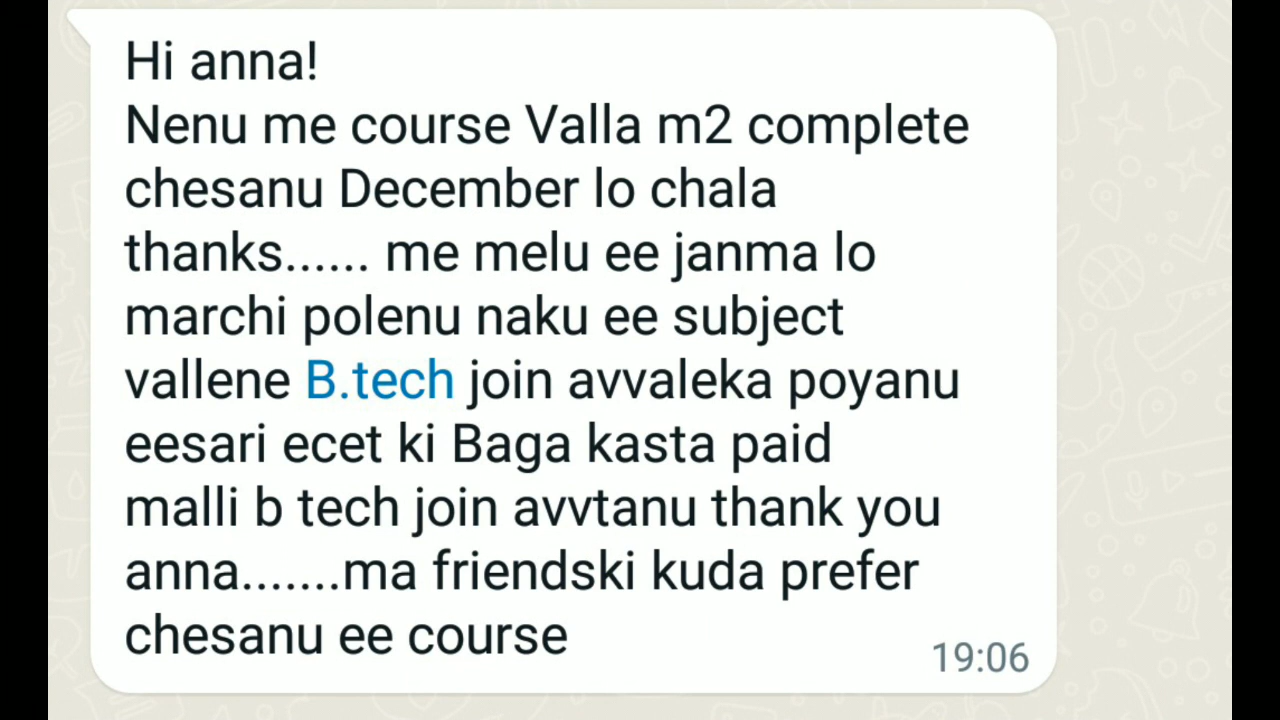 Hi anna!
Nenu me course Valla m2 complete
chesanu December lo chala
thanks...... me melu ee janma lo
marchi polenu naku ee subject
vallene B.tech join avvaleka poyanu
eesari ecet ki Baga kasta paid
malli b tech join avvtanu thank you
anna.......ma friendski kuda prefer
chesanu ee course
19:06